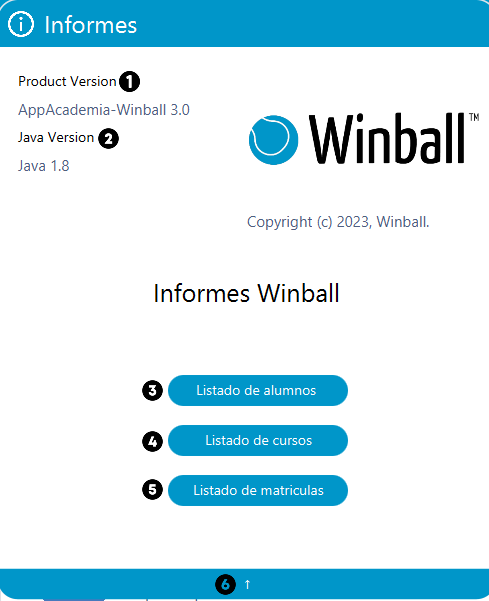 Informes
Product Version 1
AppAcademia-Winball 3.0
Java Version 2
Java 1.8
Winball™
Copyright (c) 2023, Winball.
Informes Winball
3 Listado de alumnos
4 Listado de cursos
5 Listado de matriculas
6 ↑